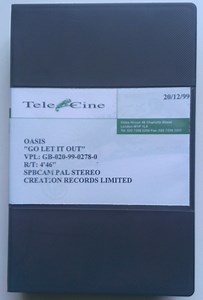 Tele Cine
20/12/99
OASIS
"GO LET IT OUT"
VPL: GB-020-99-0278-0
R/T: 4'46"
SPBCAM PAL STEREO
CREATION RECORDS LIMITED